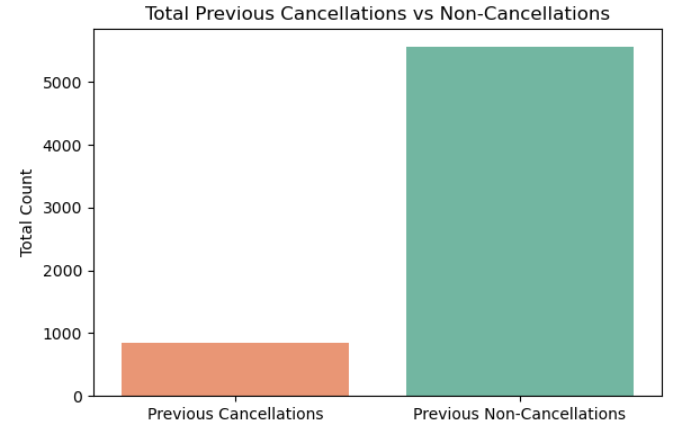 Total Previous Cancellations vs Non-Cancellations
Total Count
5000
4000
3000
2000
1000
0
Previous Cancellations
Previous Non-Cancellations